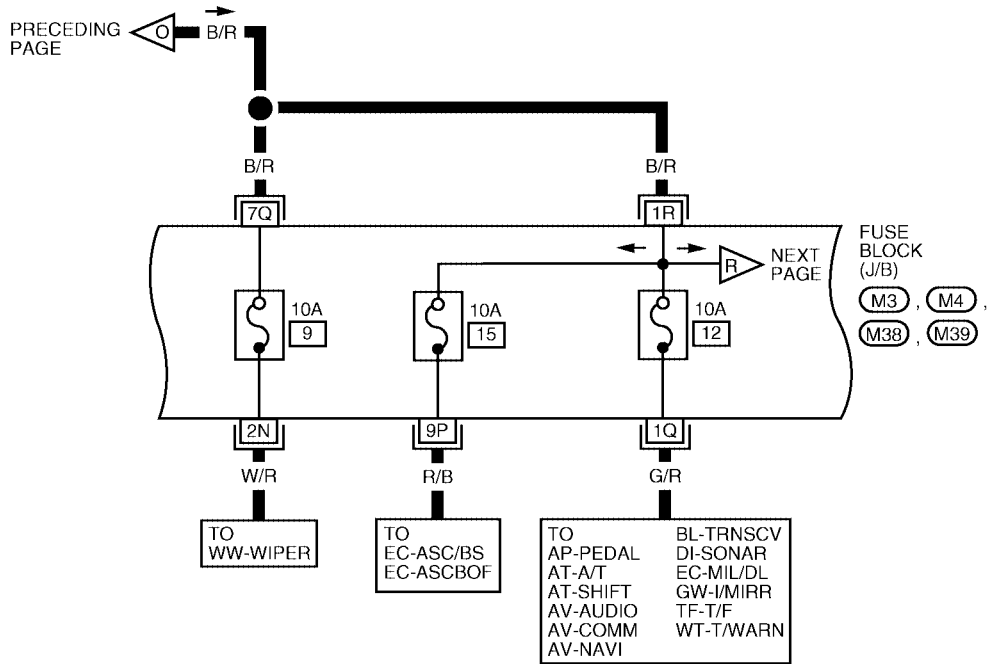 PRECEDING
PAGE
O
B/R
B/R
B/R
7Q
1R
FUSE
BLOCK
(J/B)
M3 , M4 ,
M38 , M39
R
NEXT
PAGE
10A
9
10A
15
10A
12
2N
9P
1Q
W/R
R/B
G/R
TO
WW-WIPER
TO
EC-ASC/BS
EC-ASCBOF
TO
AP-PEDAL
AT-A/T
AT-SHIFT
AV-AUDIO
AV-COMM
AV-NAVI
BL-TRNSCV
DI-SONAR
EC-MIL/DL
GW-I/MIRR
TF-T/F
WT-T/WARN